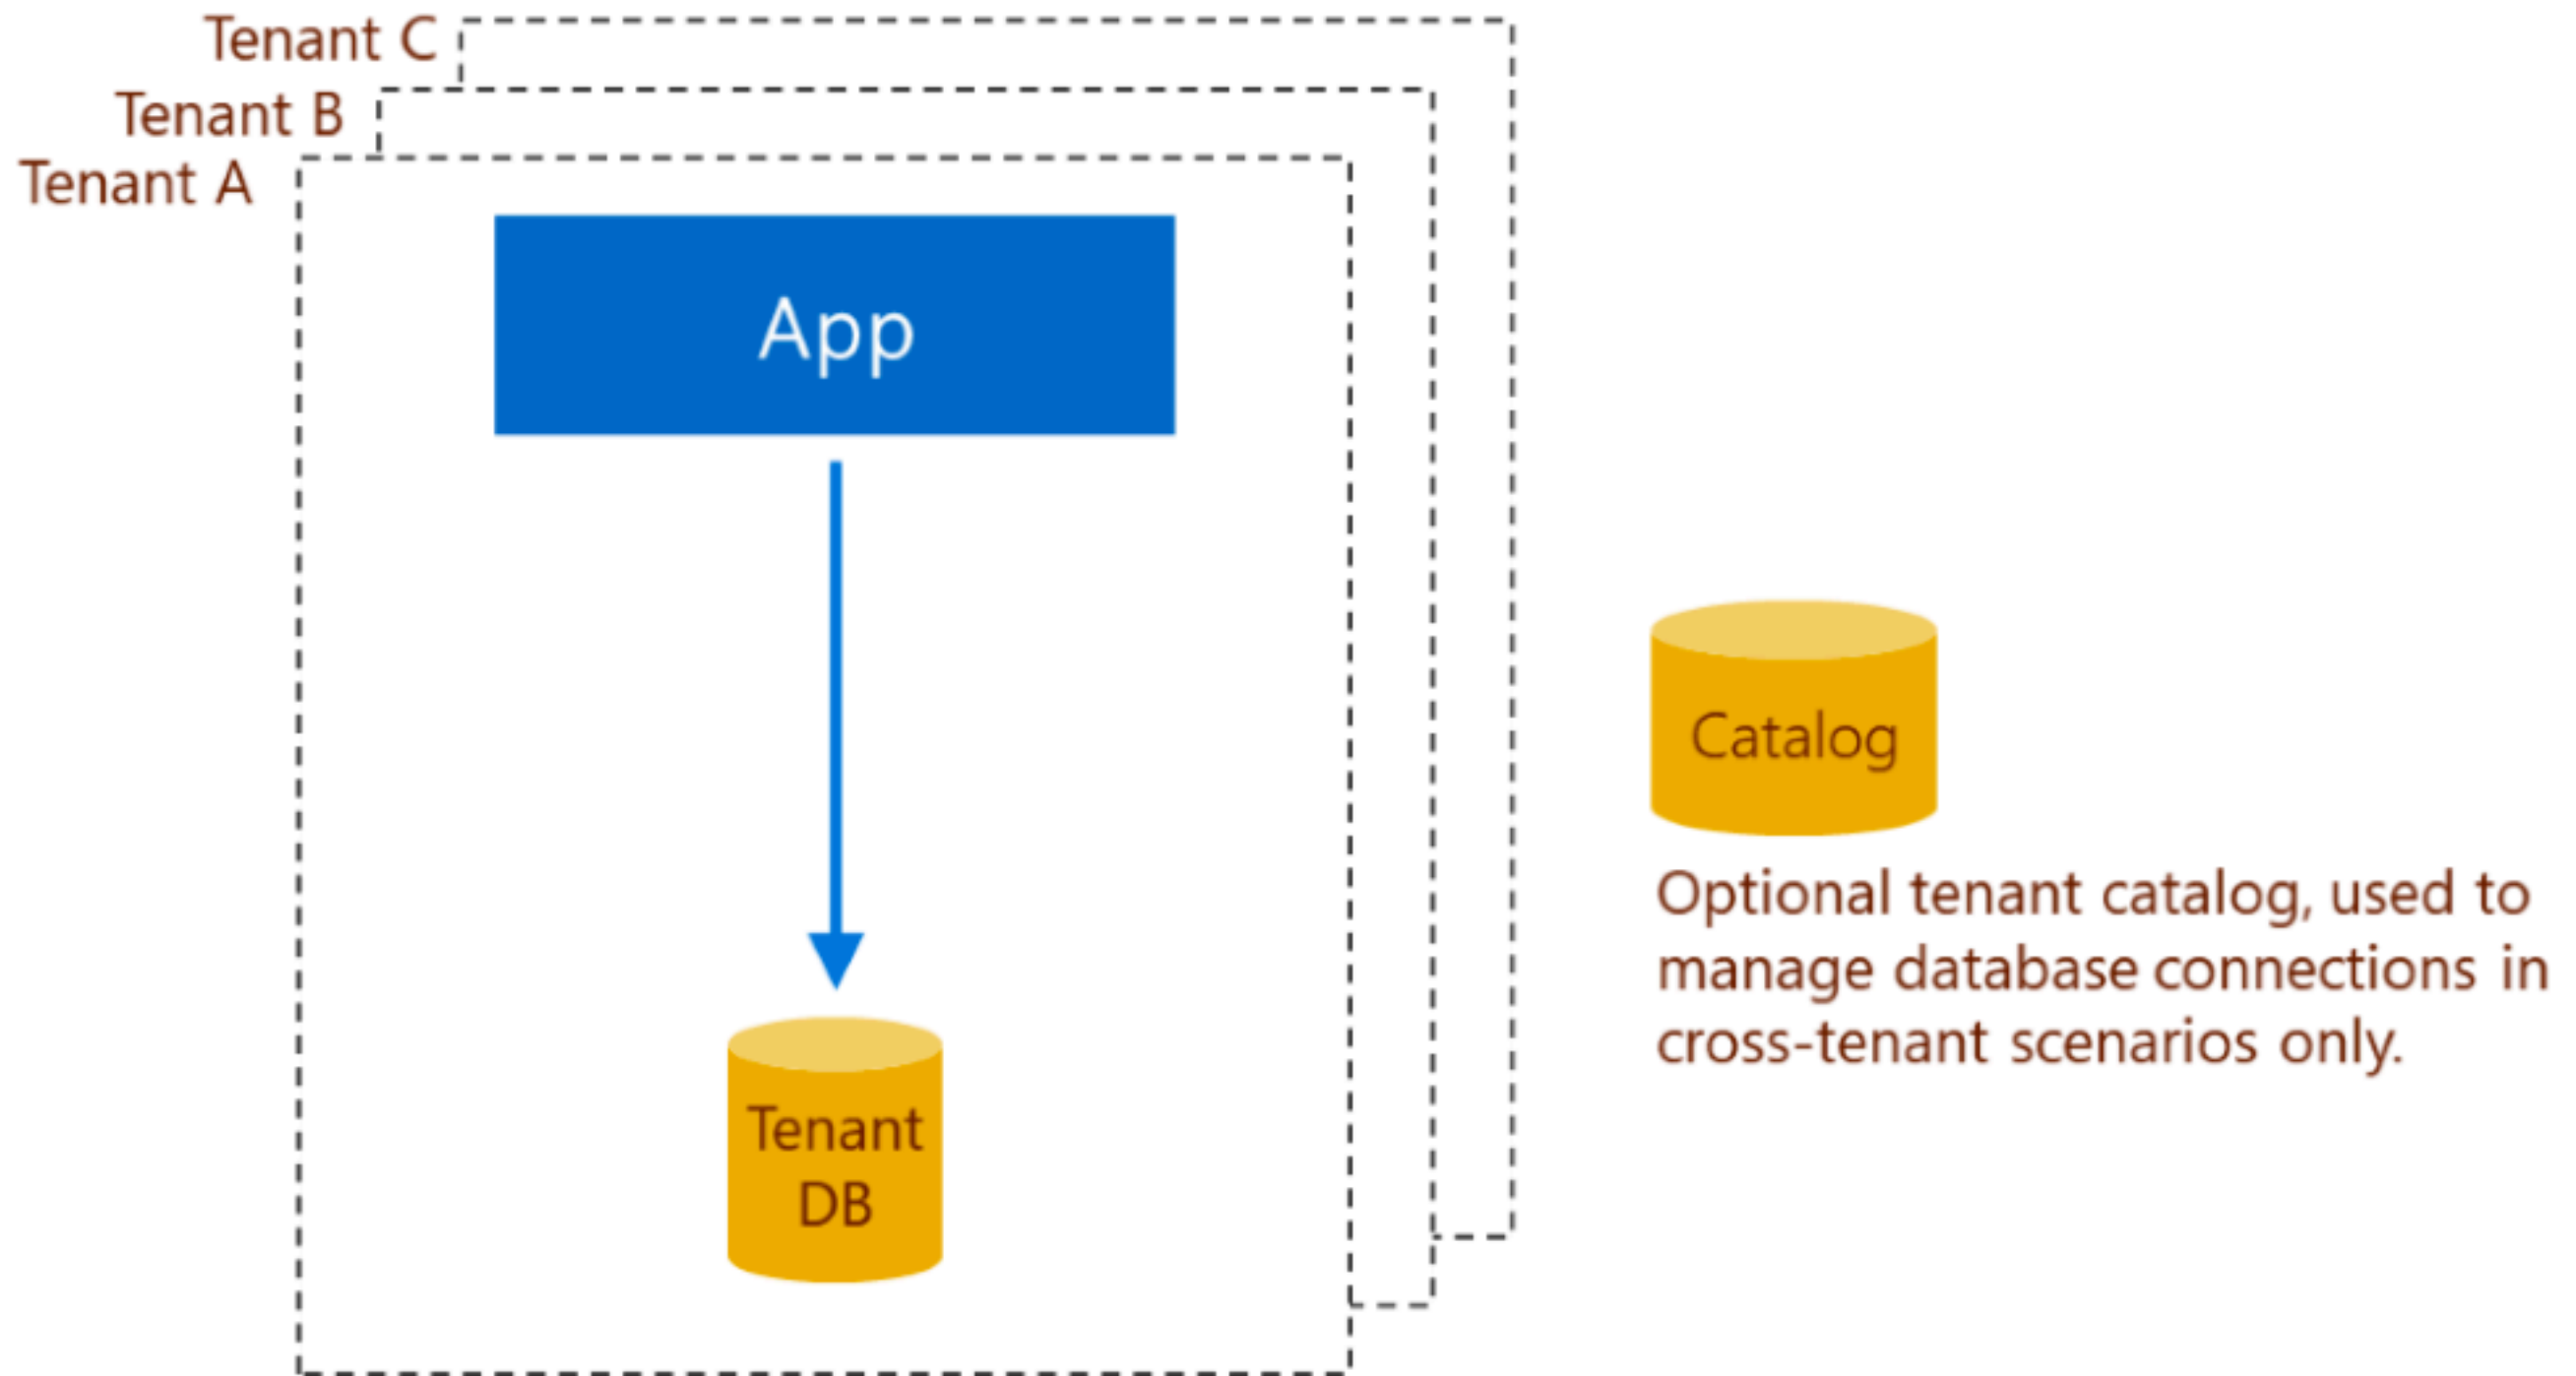 Tenant C
Tenant B
Tenant A
App
Tenant
DB
Catalog
Optional tenant catalog, used to
manage database connections in
cross-tenant scenarios only.